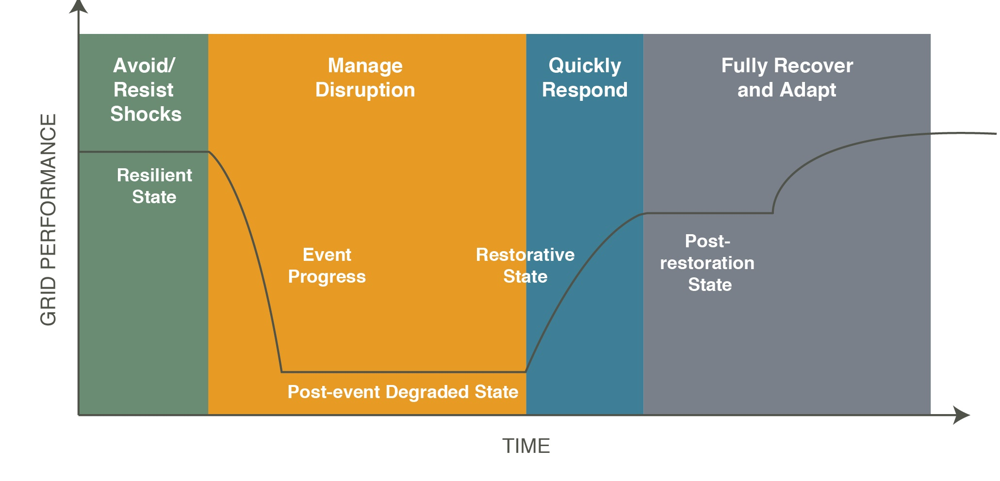 Avoid/
Resist
Shocks
Manage
Disruption
Quickly
Respond
Fully Recover
and Adapt
GRID PERFORMANCE
Resilient
State
Event
Progress
Restorative
State
Post-
restoration
State
Post-event Degraded State
TIME